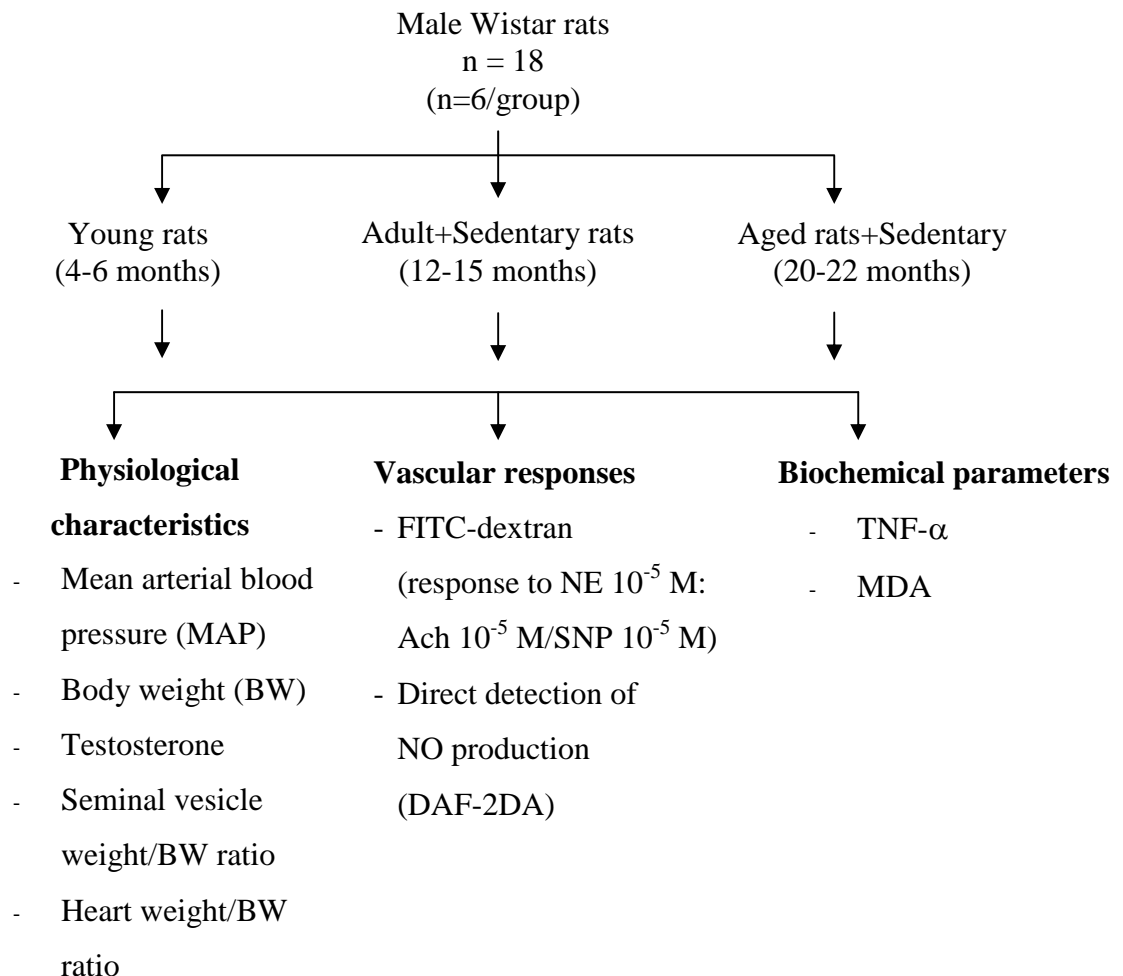 Male Wistar rats
n = 18
(n=6/group)
Young rats
(4-6 months)
Adult+Sedentary rats
(12-15 months)
Aged rats+Sedentary
(20-22 months)
Physiological
characteristics
- Mean arterial blood
pressure (MAP)
- Body weight (BW)
- Testosterone
- Seminal vesicle
weight/BW ratio
- Heart weight/BW
ratio
Vascular responses
- FITC-dextran
(response to NE 10⁻⁵ M:
Ach 10⁻⁵ M/SNP 10⁻⁵ M)
- Direct detection of
NO production
(DAF-2DA)
Biochemical parameters
- TNF-α
- MDA